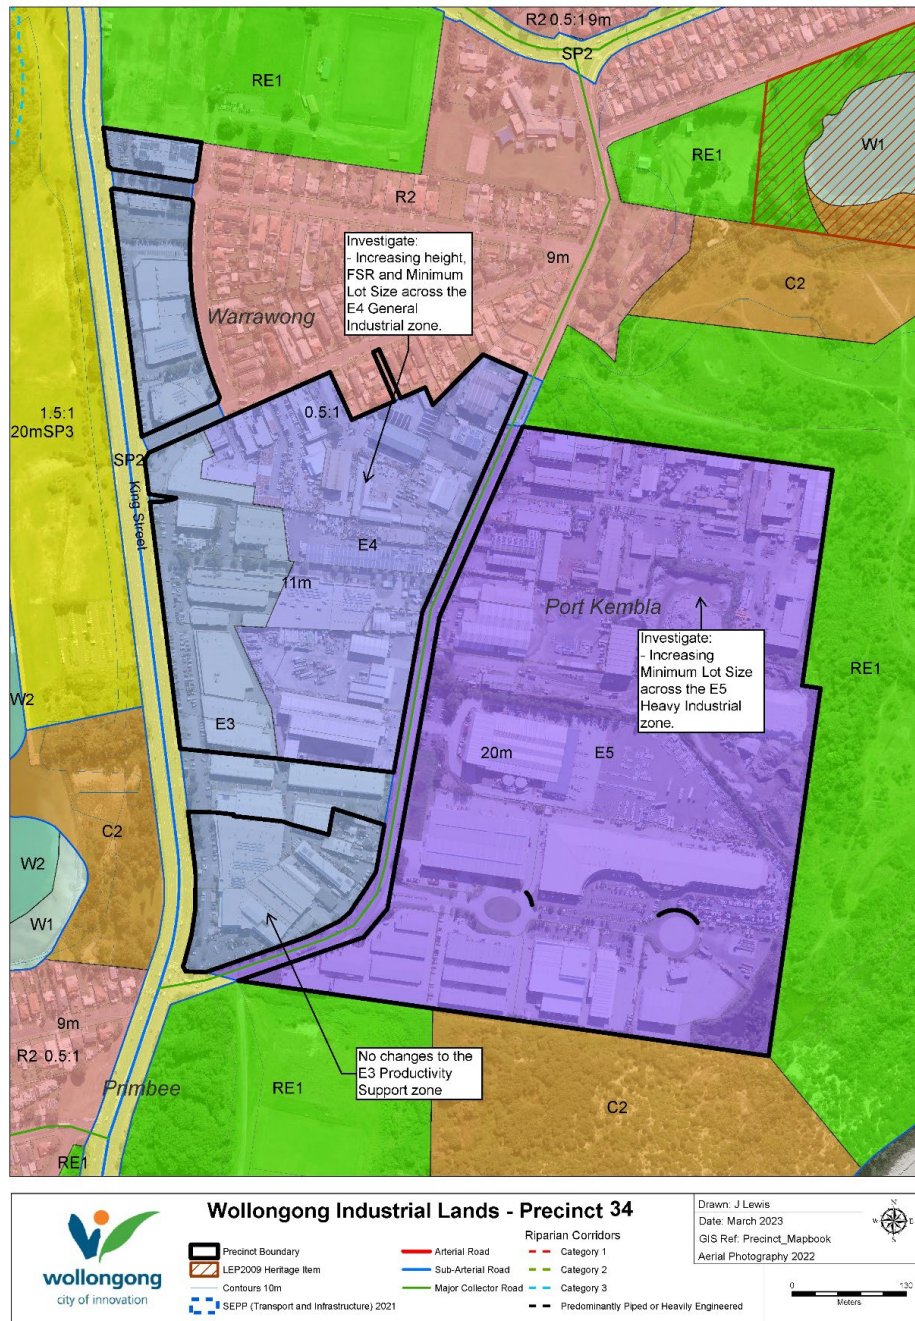 R2 0.5:1 9m
SP2
RE1
RE1
W1
R2
Investigate:
- Increasing height,
FSR and Minimum
Lot Size across the
E4 General
Industrial zone.
9m
C2
Warrawong
1.5:1
20mSP3
0.5:1
SP2
King Street
E4
11m
Port Kembla
Investigate:
- Increasing
Minimum Lot Size
across the E5
Heavy Industrial
zone.
RE1
W2
E3
20m
E5
C2
W2
W1
9m
R2 0.5:1
No changes to the
E3 Productivity
Support zone
Primbee
RE1
C2
RE1
wollongong
city of innovation
Wollongong Industrial Lands - Precinct 34
Precinct Boundary
LEP2009 Heritage Item
Contours 10m
SEPP (Transport and Infrastructure) 2021
Arterial Road
Sub-Arterial Road
Major Collector Road
Riparian Corridors
Category 1
Category 2
Category 3
Predominantly Piped or Heavily Engineered
Drawn: J Lewis
Date: March 2023
GIS Ref: Precinct_Mapbook
Aerial Photography 2022
N
W
E
S
0 130
Meters